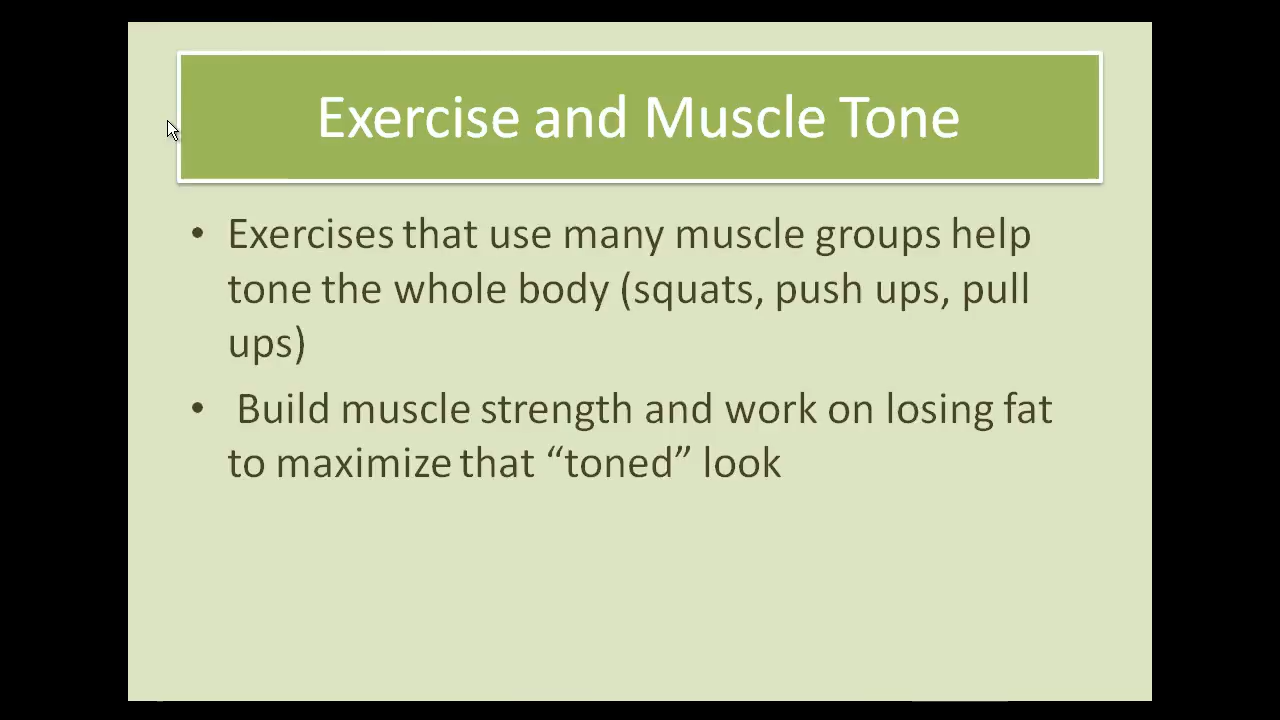 Exercise and Muscle Tone
• Exercises that use many muscle groups help
tone the whole body (squats, push ups, pull
ups)
• Build muscle strength and work on losing fat
to maximize that “toned” look